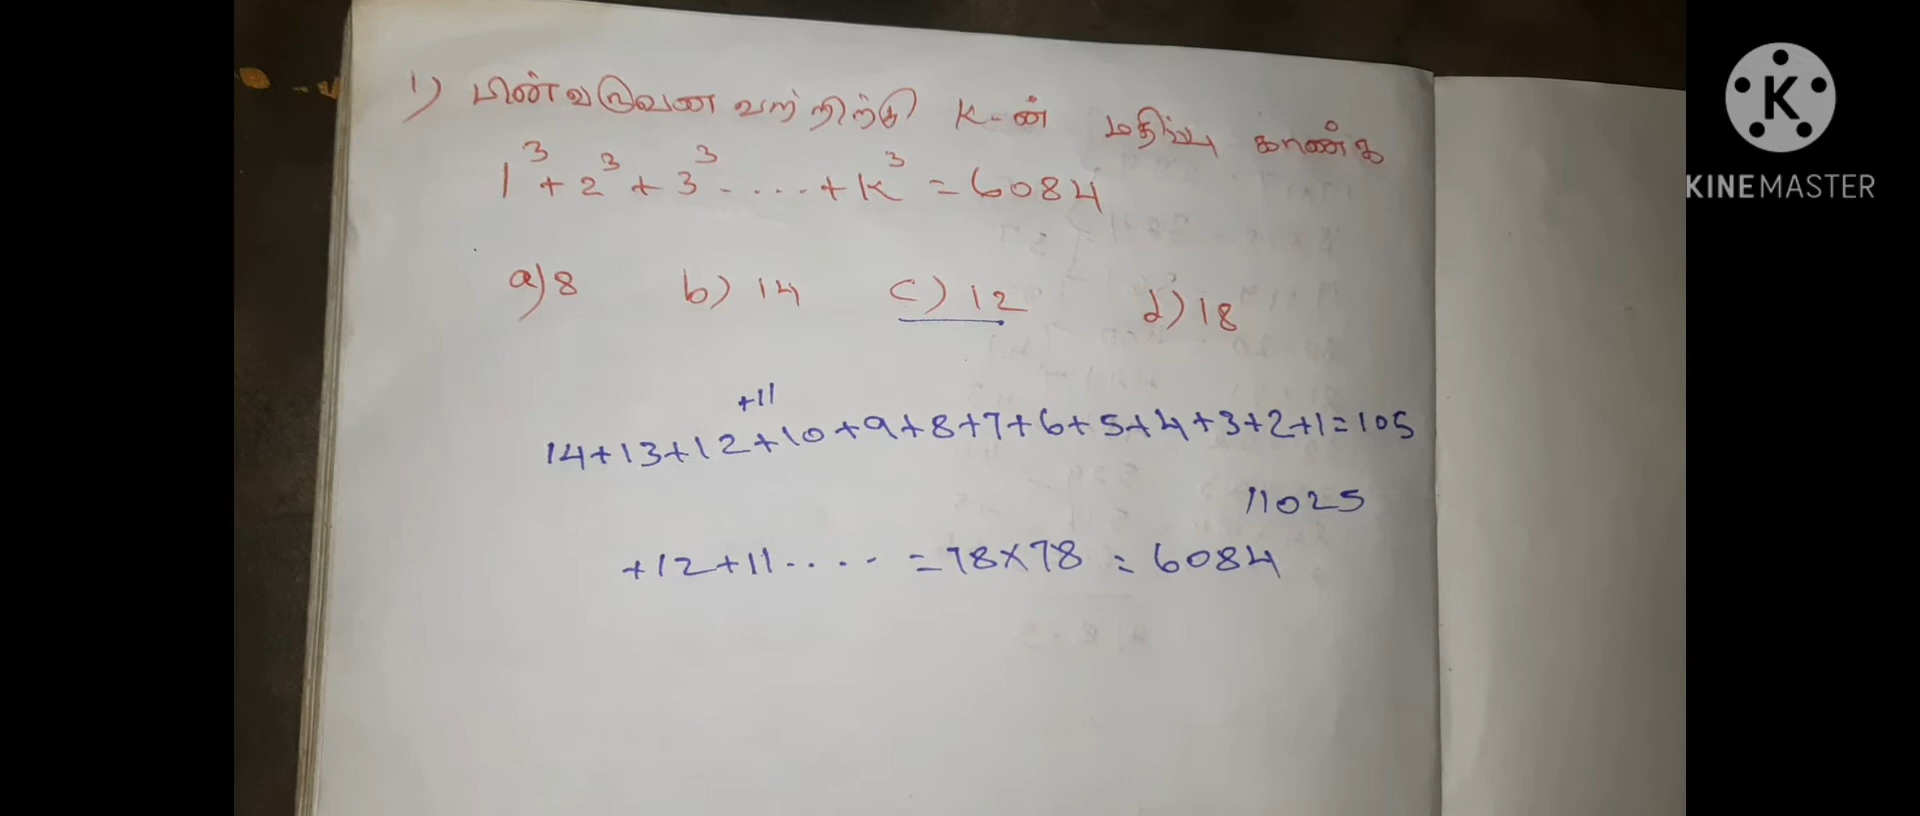 1) பின்வருவனவற்றிற்கு K-ன் மதிப்பு காண்க
1³ + 2³ + 3³ ..... + K³ = 6084
a) 8 b) 14 c) 12 d) 18
+11
14+13+12+10+9+8+7+6+5+4+3+2+1=105
11025
+12+11.... = 78×78 = 6084
K
KINEMASTER